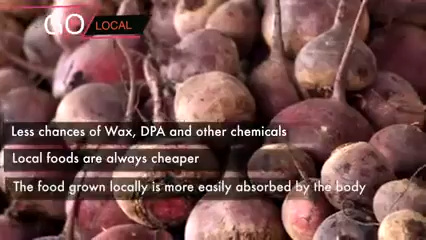 GO LOCAL
Less chances of Wax, DPA and other chemicals
Local foods are always cheaper
The food grown locally is more easily absorbed by the body